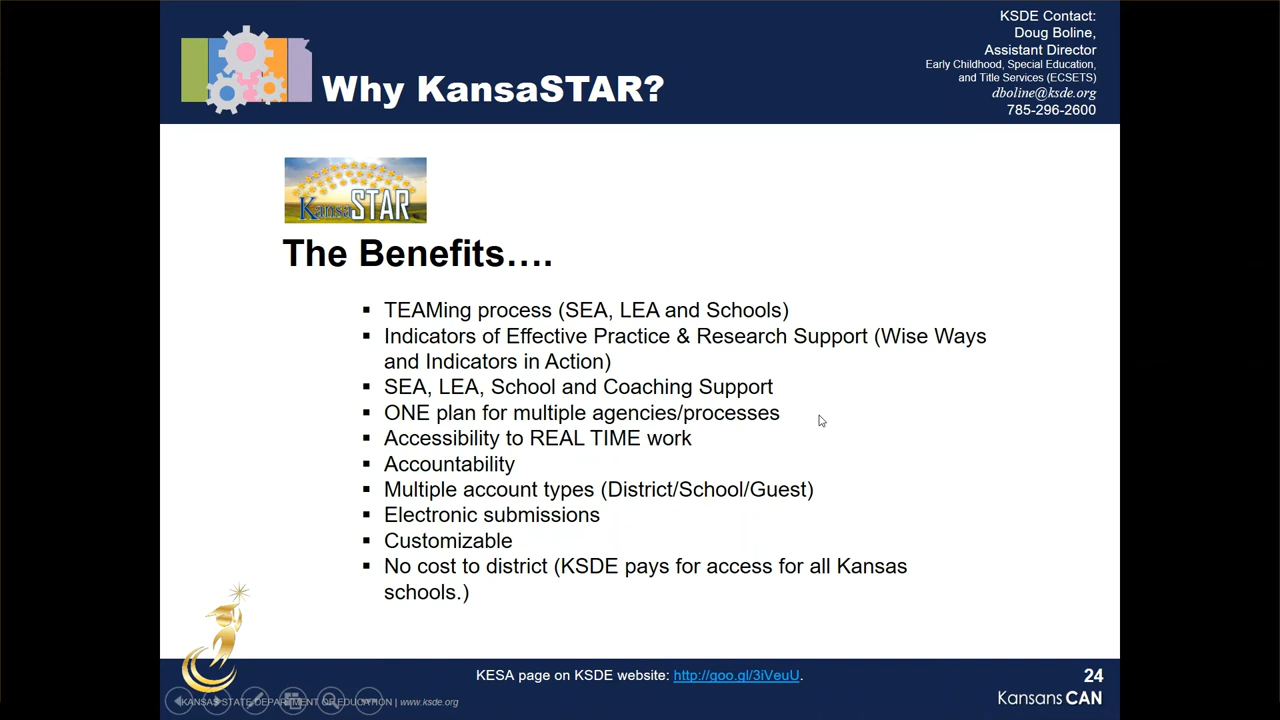 KSDE Contact:
Doug Boline,
Assistant Director
Early Childhood, Special Education,
and Title Services (ECSETS)
dboline@ksde.org
785-296-2600
Why KansaSTAR?
KansaSTAR
The Benefits….
▪ TEAMing process (SEA, LEA and Schools)
▪ Indicators of Effective Practice & Research Support (Wise Ways
and Indicators in Action)
▪ SEA, LEA, School and Coaching Support
▪ ONE plan for multiple agencies/processes
▪ Accessibility to REAL TIME work
▪ Accountability
▪ Multiple account types (District/School/Guest)
▪ Electronic submissions
▪ Customizable
▪ No cost to district (KSDE pays for access for all Kansas
schools.)
KESA page on KSDE website: http://goo.gl/3iVeuU.
24
KANSAS STATE DEPARTMENT OF EDUCATION | www.ksde.org
Kansans CAN